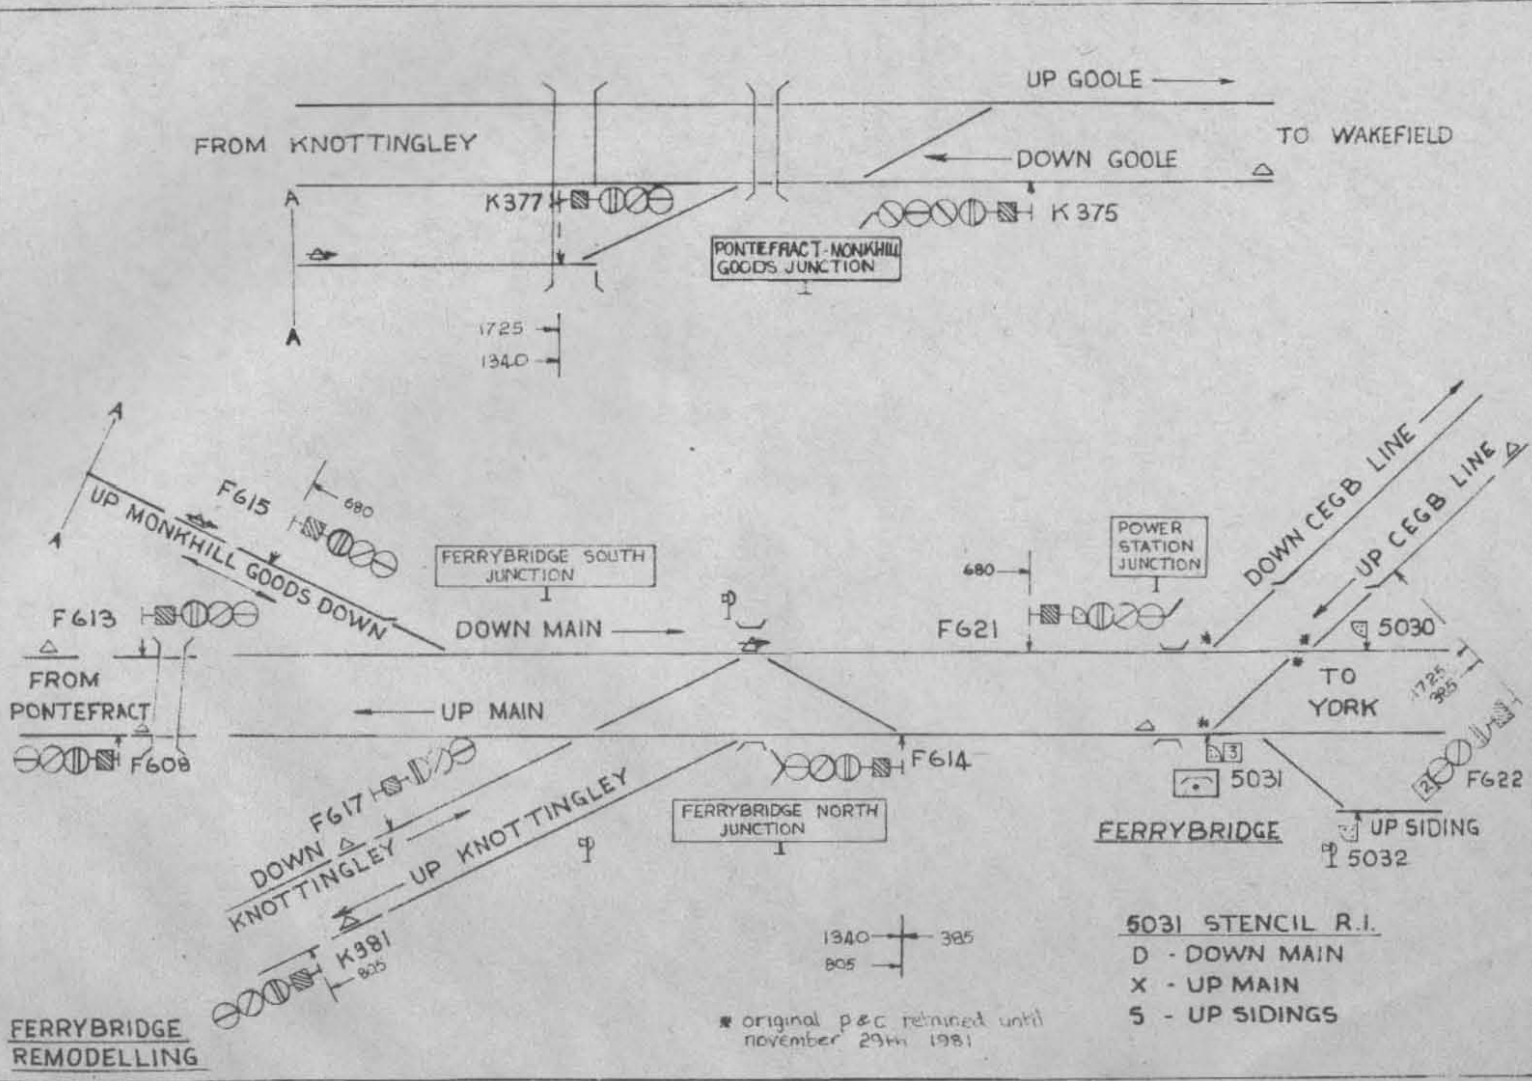 UP GOOLE
FROM KNOTTINGLEY
TO WAKEFIELD
DOWN GOOLE
A
K377
K375
PONTEFRACT-MONKHILL
GOODS JUNCTION
A
1725
1340
A
F615
680
UP MONKHILL GOODS DOWN
A
FERRYBRIDGE SOUTH
JUNCTION
POWER
STATION
JUNCTION
DOWN CEGB LINE
UP CEGB LINE
680
F613
DOWN MAIN
F621
5030
FROM
PONTEFRACT
UP MAIN
TO
YORK
1725
385
F608
F614
3
5031
2
F622
F617
DOWN
KNOTTINGLEY
UP KNOTTINGLEY
FERRYBRIDGE NORTH
JUNCTION
FERRYBRIDGE
UP SIDING
5032
K381
805
1340
385
805
5031 STENCIL R.I.
D - DOWN MAIN
X - UP MAIN
S - UP SIDINGS
* original p&c retained until
november 29th 1981
FERRYBRIDGE
REMODELLING